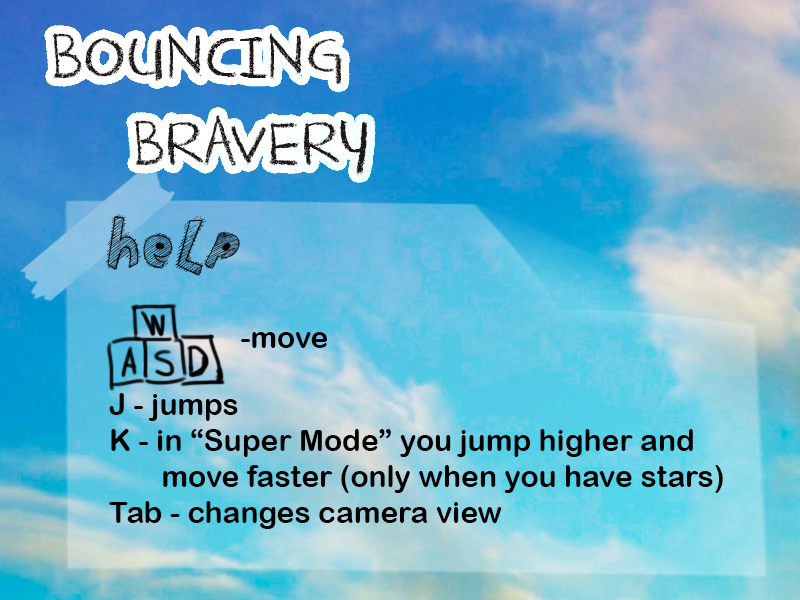 BOUNCING
BRAVERY
heLp
W
ASD -move
J - jumps
K - in “Super Mode” you jump higher and
move faster (only when you have stars)
Tab - changes camera view